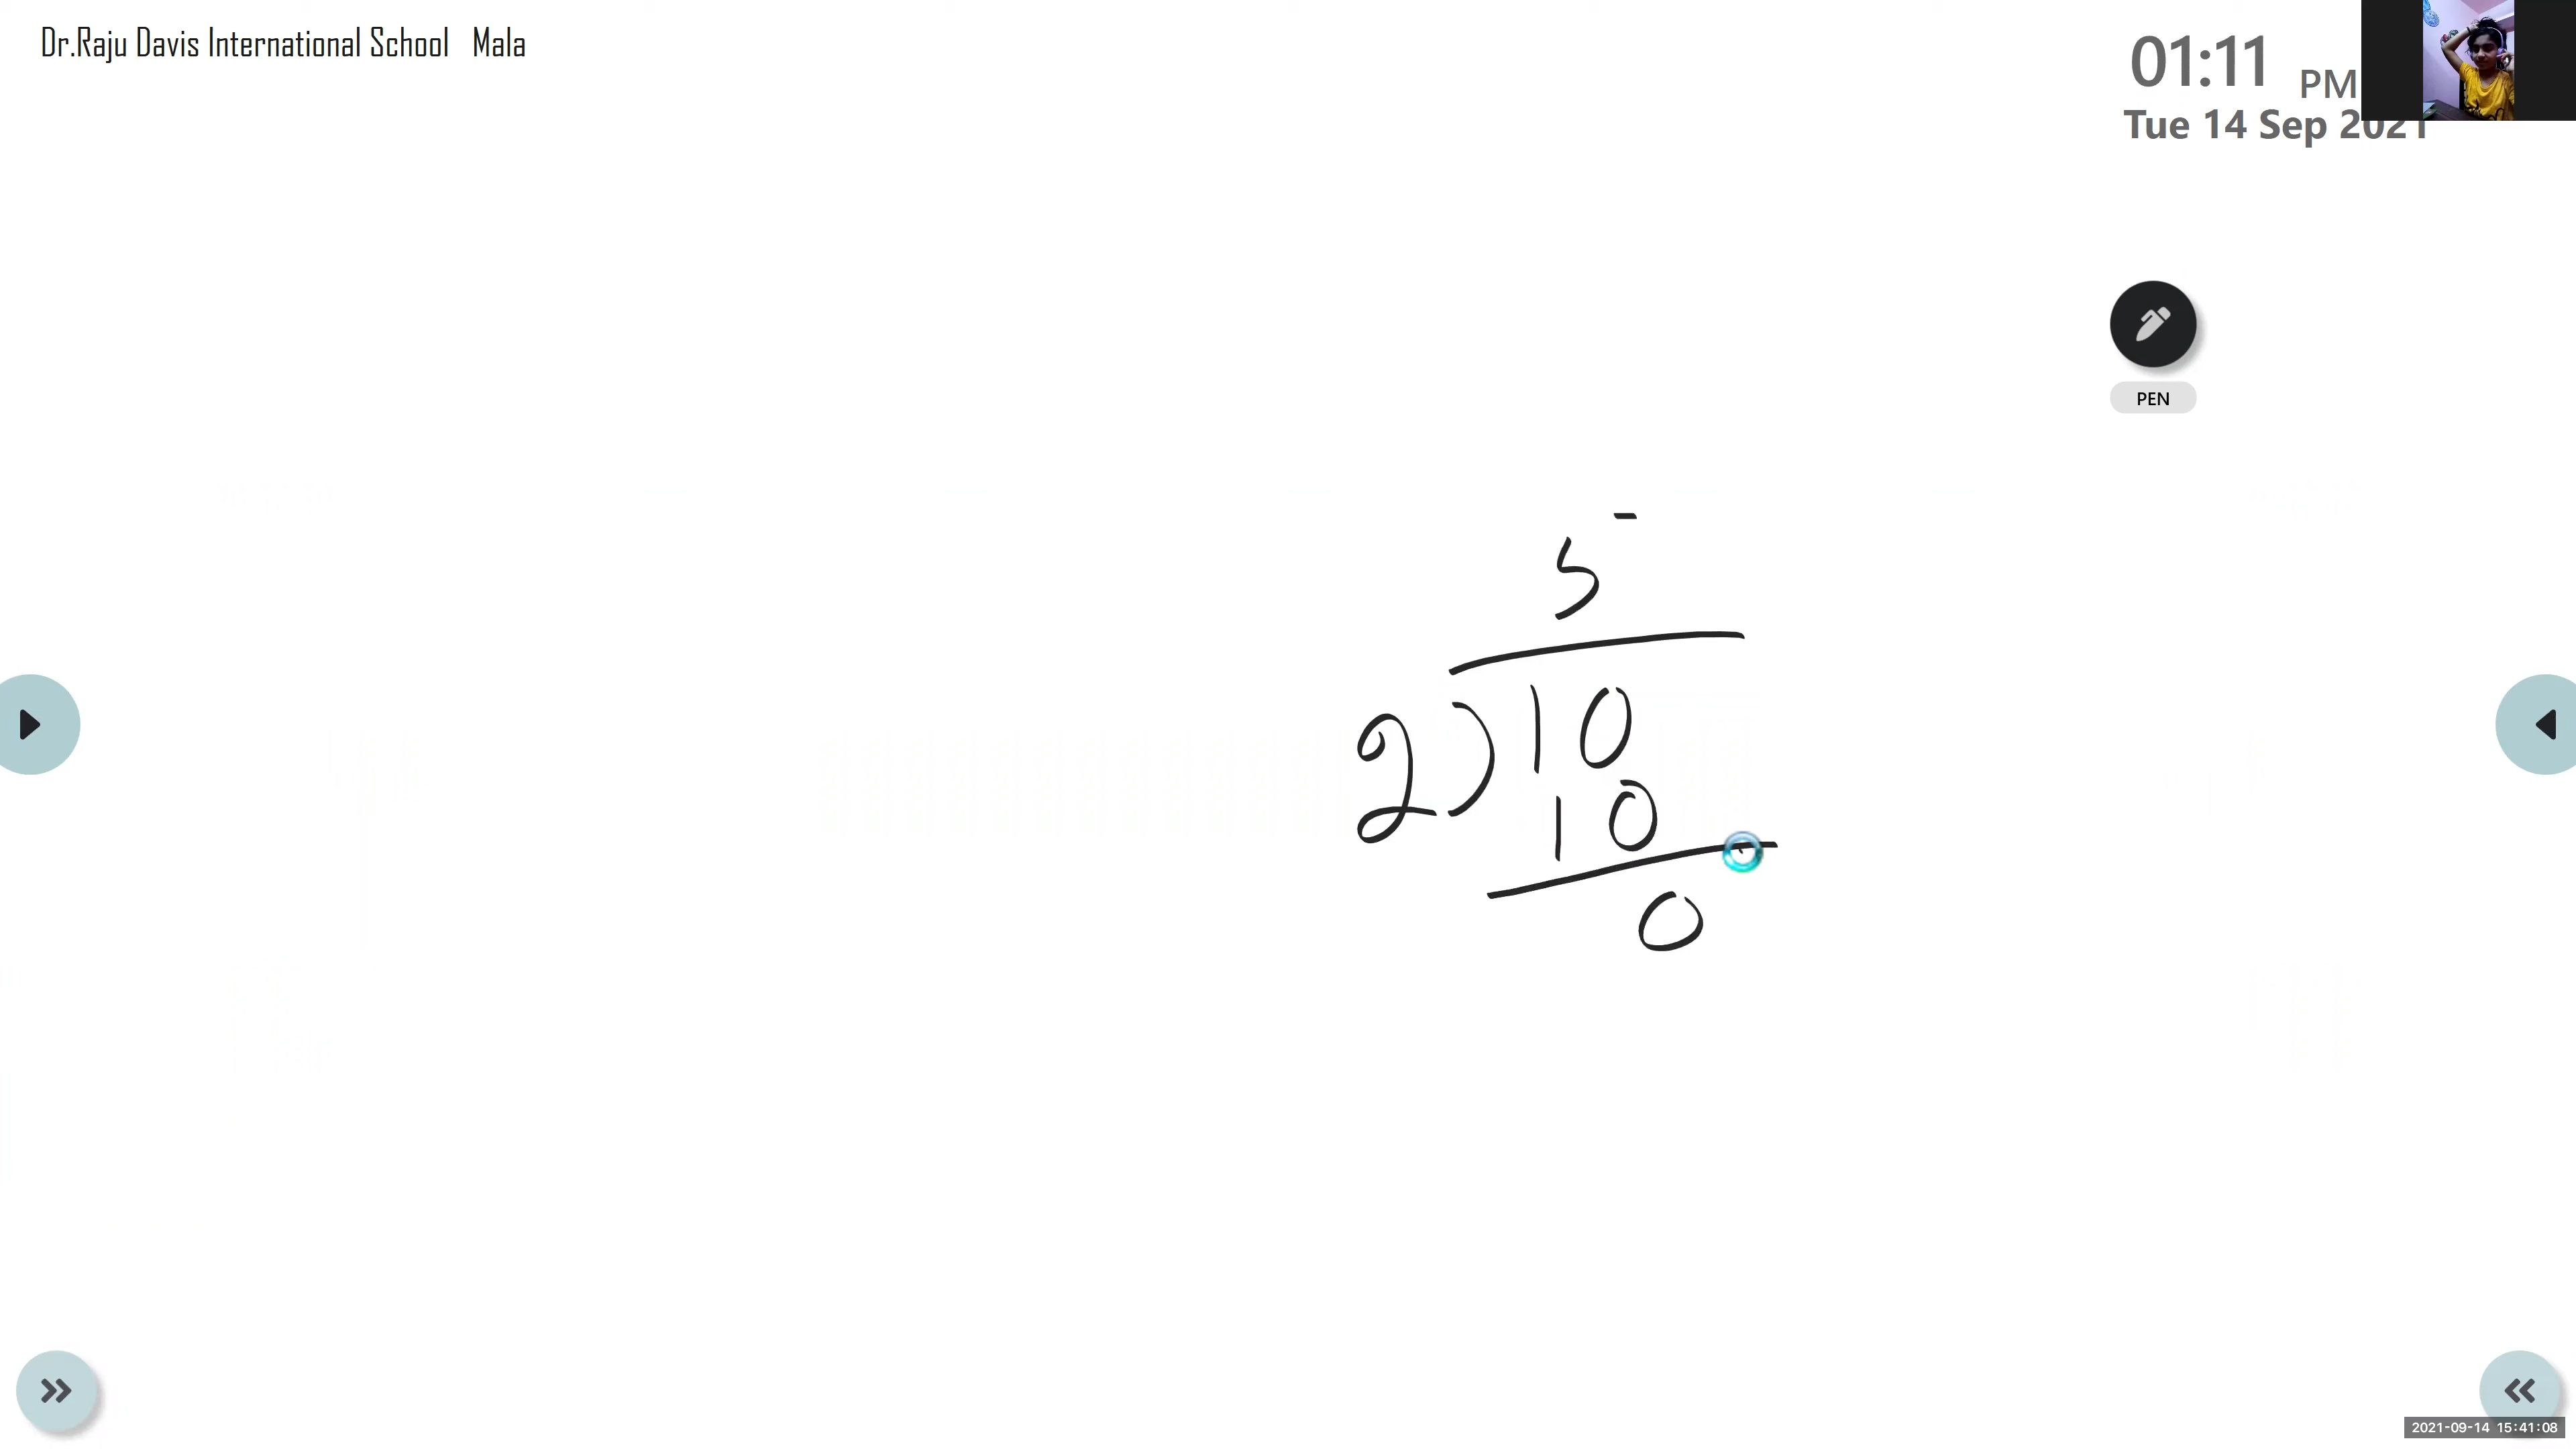 Dr.Raju Davis International School Mala
01:11 PM
Tue 14 Sep 2021
PEN
5
2)10
10
0
2021-09-14 15:41:08